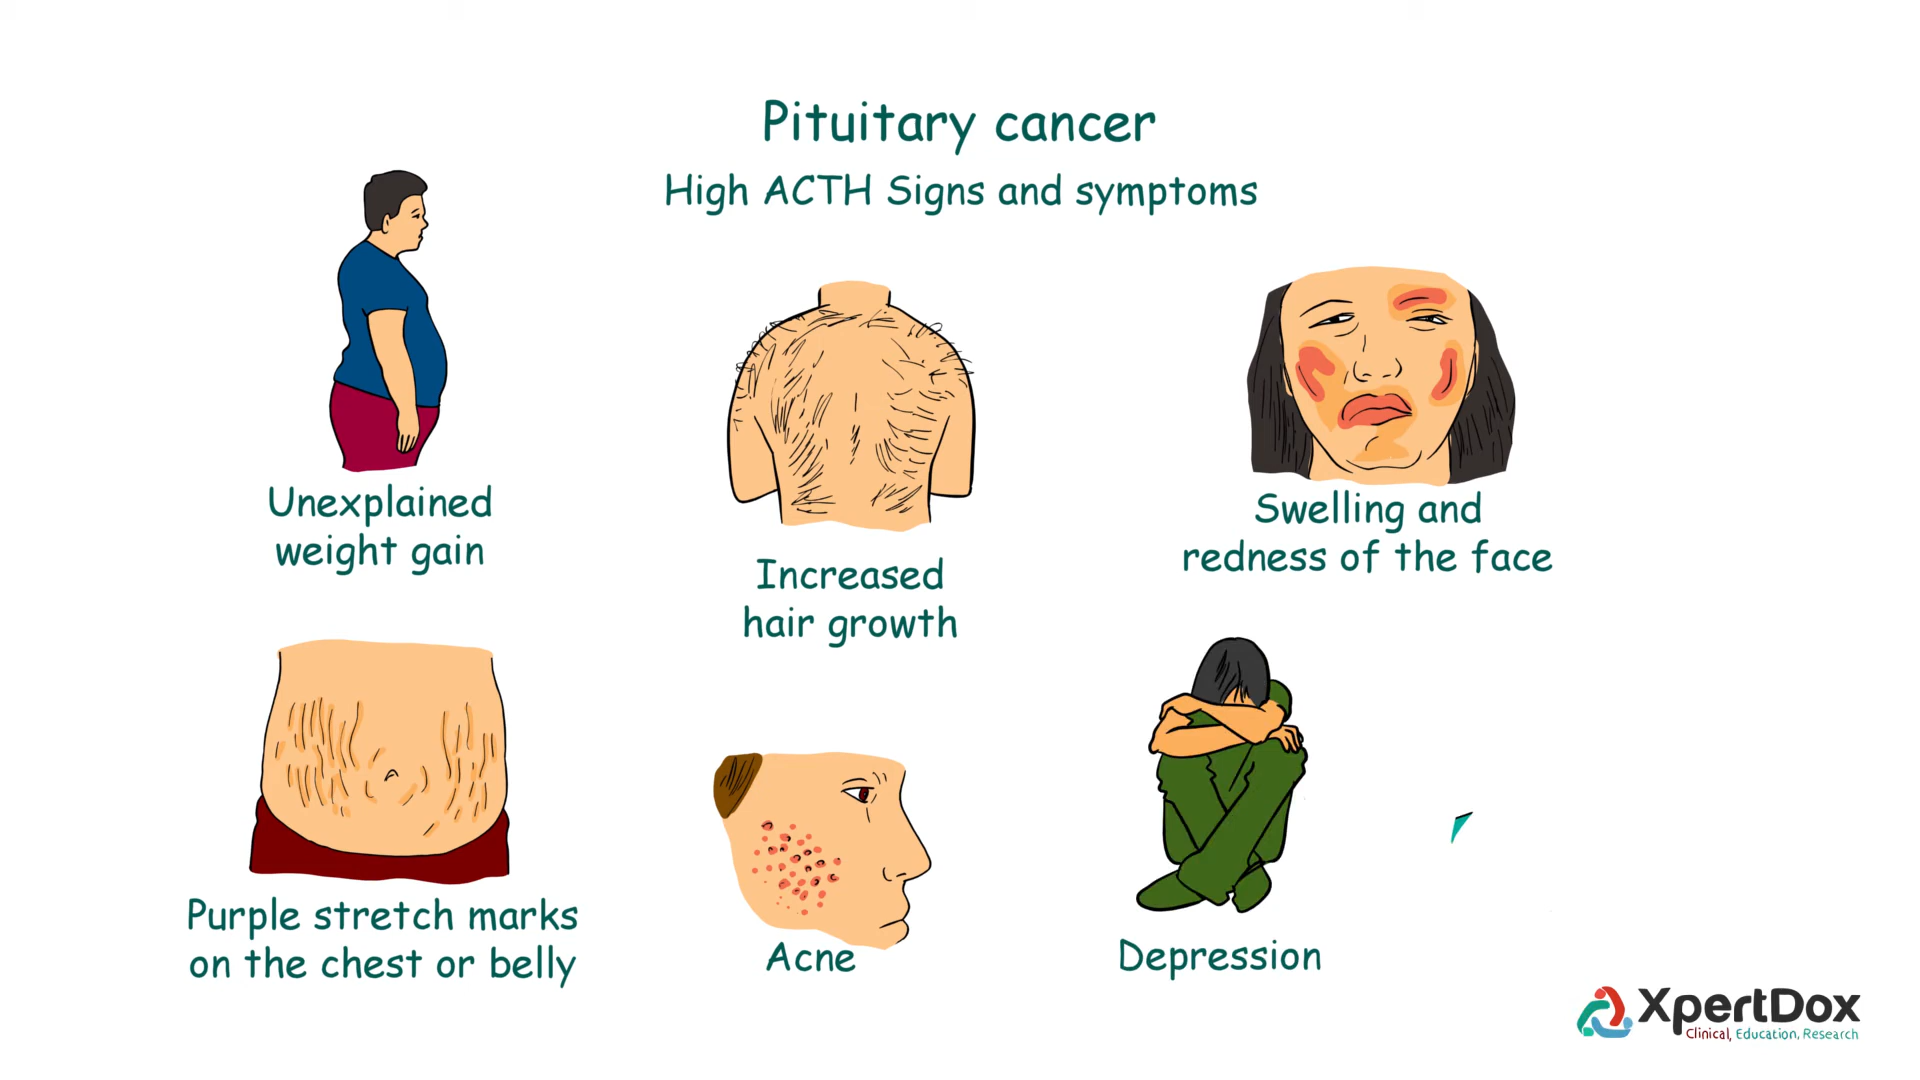 Pituitary cancer
High ACTH Signs and symptoms
Unexplained
weight gain
Increased
hair growth
Swelling and
redness of the face
Purple stretch marks
on the chest or belly
Acne
Depression
XpertDox
Clinical, Education, Research